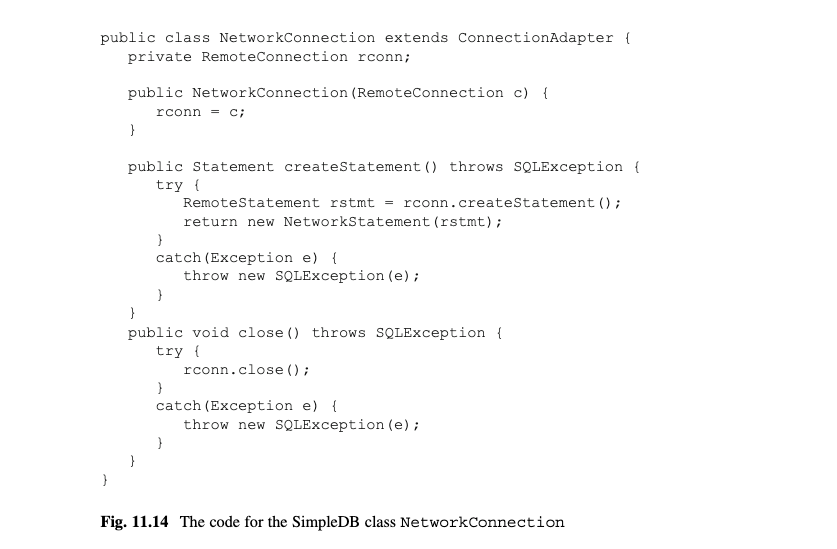 public class NetworkConnection extends ConnectionAdapter {
   private RemoteConnection rconn;

   public NetworkConnection(RemoteConnection c) {
      rconn = c;
   }

   public Statement createStatement() throws SQLException {
      try {
         RemoteStatement rstmt = rconn.createStatement();
         return new NetworkStatement(rstmt);
      }
      catch(Exception e) {
         throw new SQLException(e);
      }
   }
   public void close() throws SQLException {
      try {
         rconn.close();
      }
      catch(Exception e) {
         throw new SQLException(e);
      }
   }
}
Fig. 11.14 The code for the SimpleDB class NetworkConnection